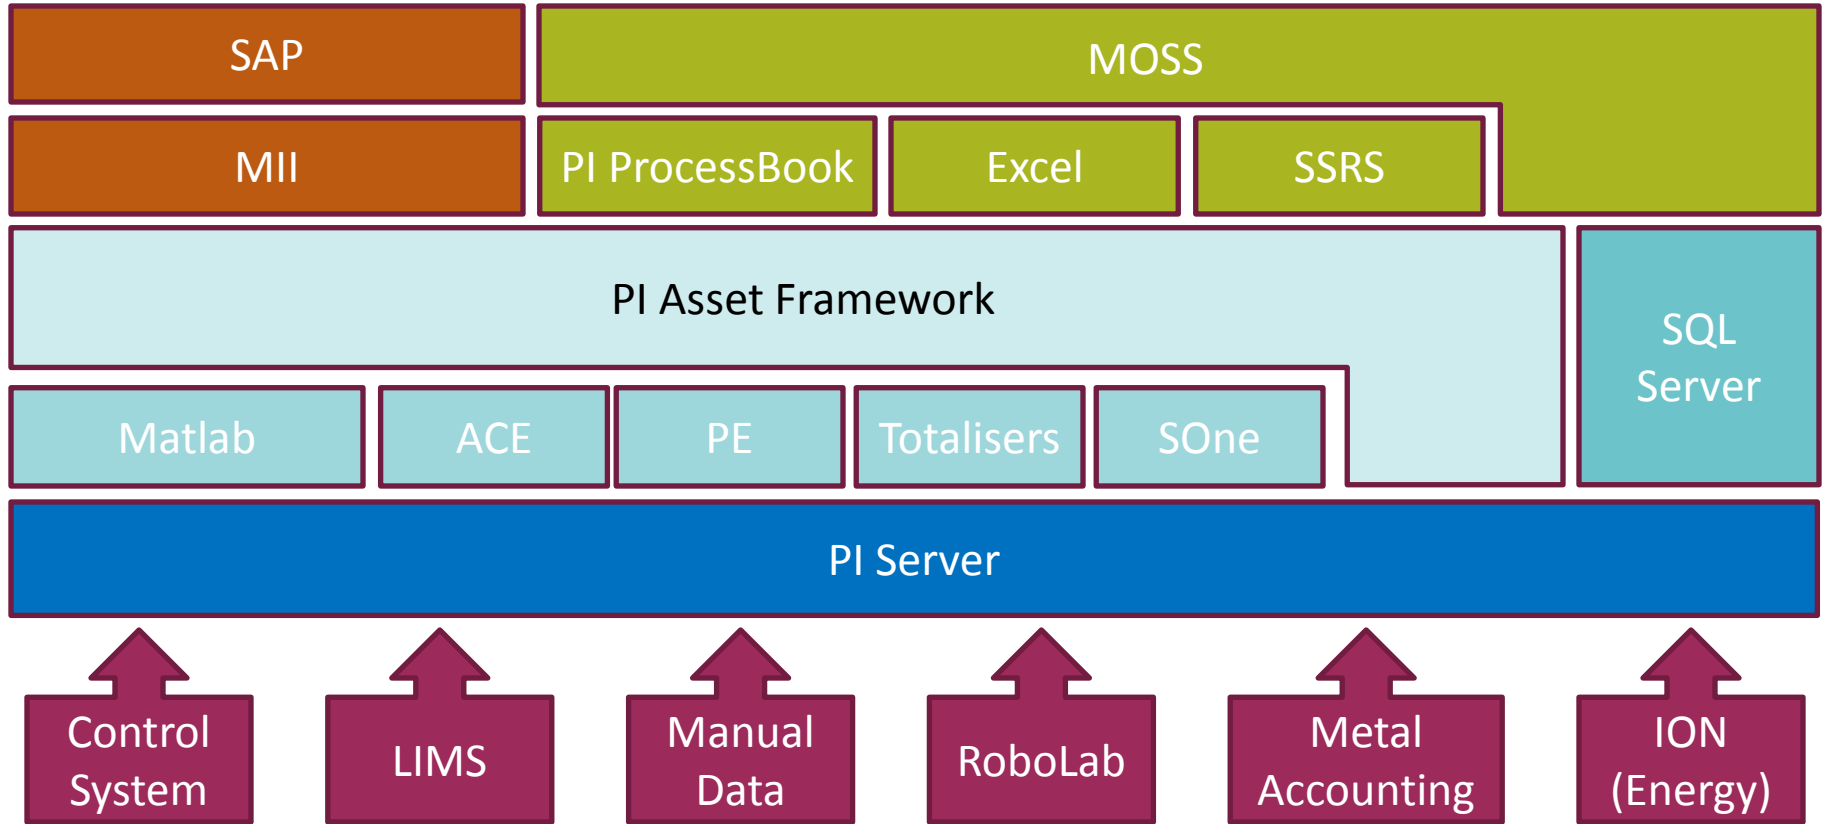 SAP
MOSS
MII
PI ProcessBook
Excel
SSRS
PI Asset Framework
SQL
Server
Matlab
ACE
PE
Totalisers
SOne
PI Server
Control
System
LIMS
Manual
Data
RoboLab
Metal
Accounting
ION
(Energy)